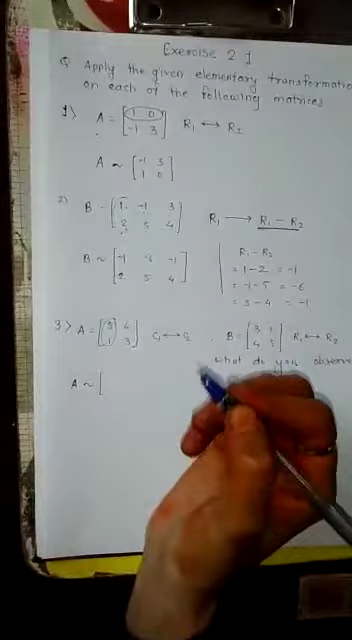 Exercise 2 1
Q Apply the given elementary transformatio
on each of the following matrices
1) A = [1 0
-1 3] R₁ ↔ R₂
A ~ [-1 3
1 0]
2) B = [1 -1 3
2 5 4] R₁ → R₁ - R₂
B ~ [-1 -6 -1
2 5 4]
R₁-R₂
= 1-2 = -1
= -1-5 = -6
= 3-4 = -1
3) A = [5 4
1 3] C₁ ↔ C₂ . B = [3 1
4 5] R₁ ↔ R₂
what do you observe
A ~ [